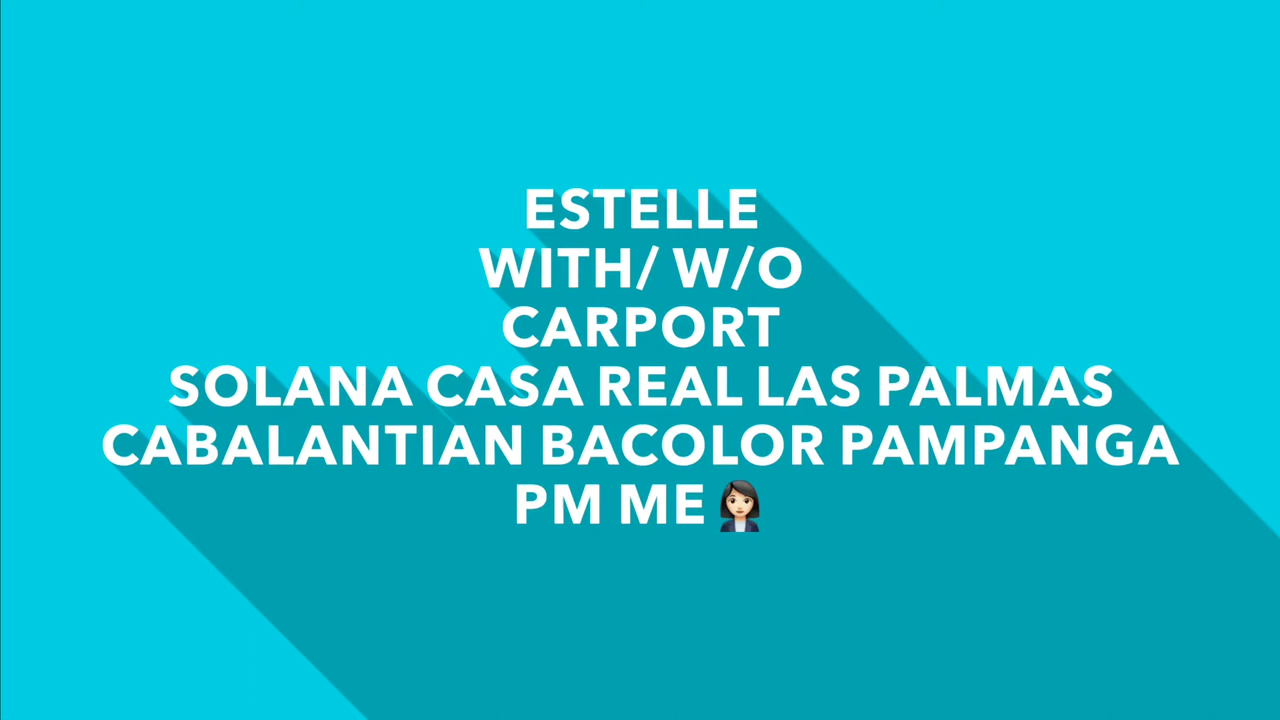 ESTELLE
WITH/ W/O
CARPORT
SOLANA CASA REAL LAS PALMAS
CABALANTIAN BACOLOR PAMPANGA
PM ME 👩🏻‍💼